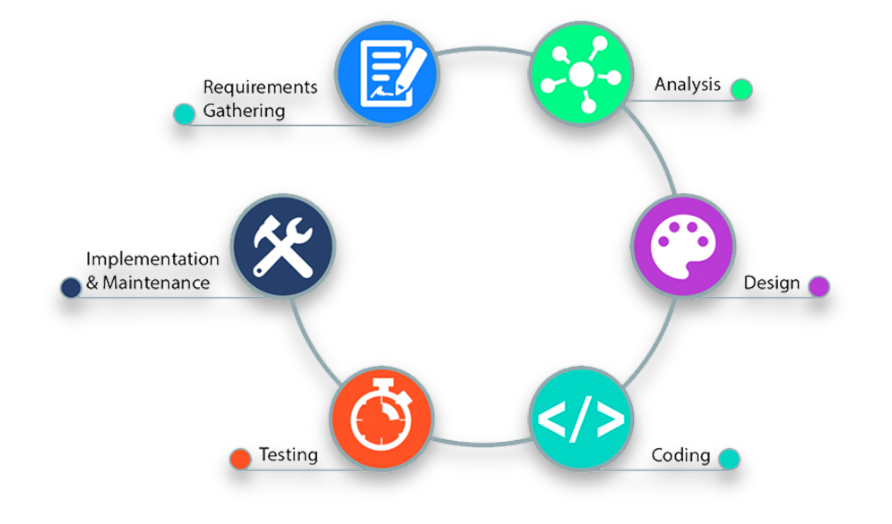 Requirements
Gathering
Analysis
Implementation
& Maintenance
Design
</>
Testing
Coding